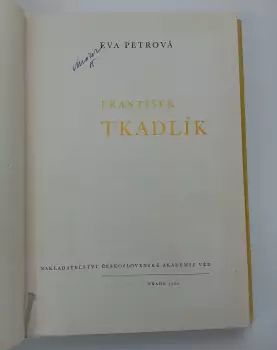 EVA PETROVÁ
FRANTIŠEK
TKADLÍK
NAKLADATELSTVÍ ČESKOSLOVENSKÉ AKADEMIE VĚD
PRAHA